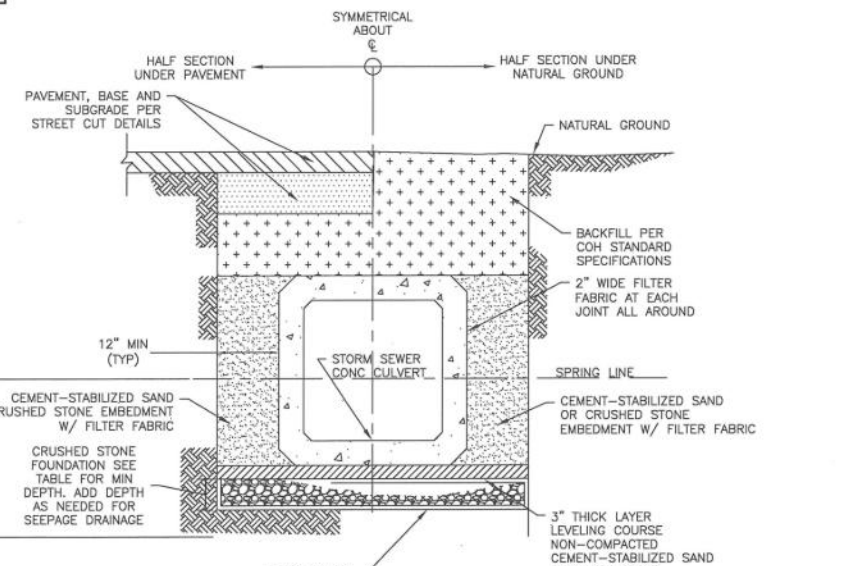 SYMMETRICAL
ABOUT
℄
HALF SECTION
UNDER PAVEMENT
HALF SECTION UNDER
NATURAL GROUND
PAVEMENT, BASE AND
SUBGRADE PER
STREET CUT DETAILS
NATURAL GROUND
BACKFILL PER
COH STANDARD
SPECIFICATIONS
2" WIDE FILTER
FABRIC AT EACH
JOINT ALL AROUND
12" MIN
(TYP)
STORM SEWER
CONC CULVERT
SPRING LINE
CEMENT-STABILIZED SAND
RUSHED STONE EMBEDMENT
W/ FILTER FABRIC
CEMENT-STABILIZED SAND
OR CRUSHED STONE
EMBEDMENT W/ FILTER FABRIC
CRUSHED STONE
FOUNDATION SEE
TABLE FOR MIN
DEPTH. ADD DEPTH
AS NEEDED FOR
SEEPAGE DRAINAGE
3" THICK LAYER
LEVELING COURSE
NON-COMPACTED
CEMENT-STABILIZED SAND